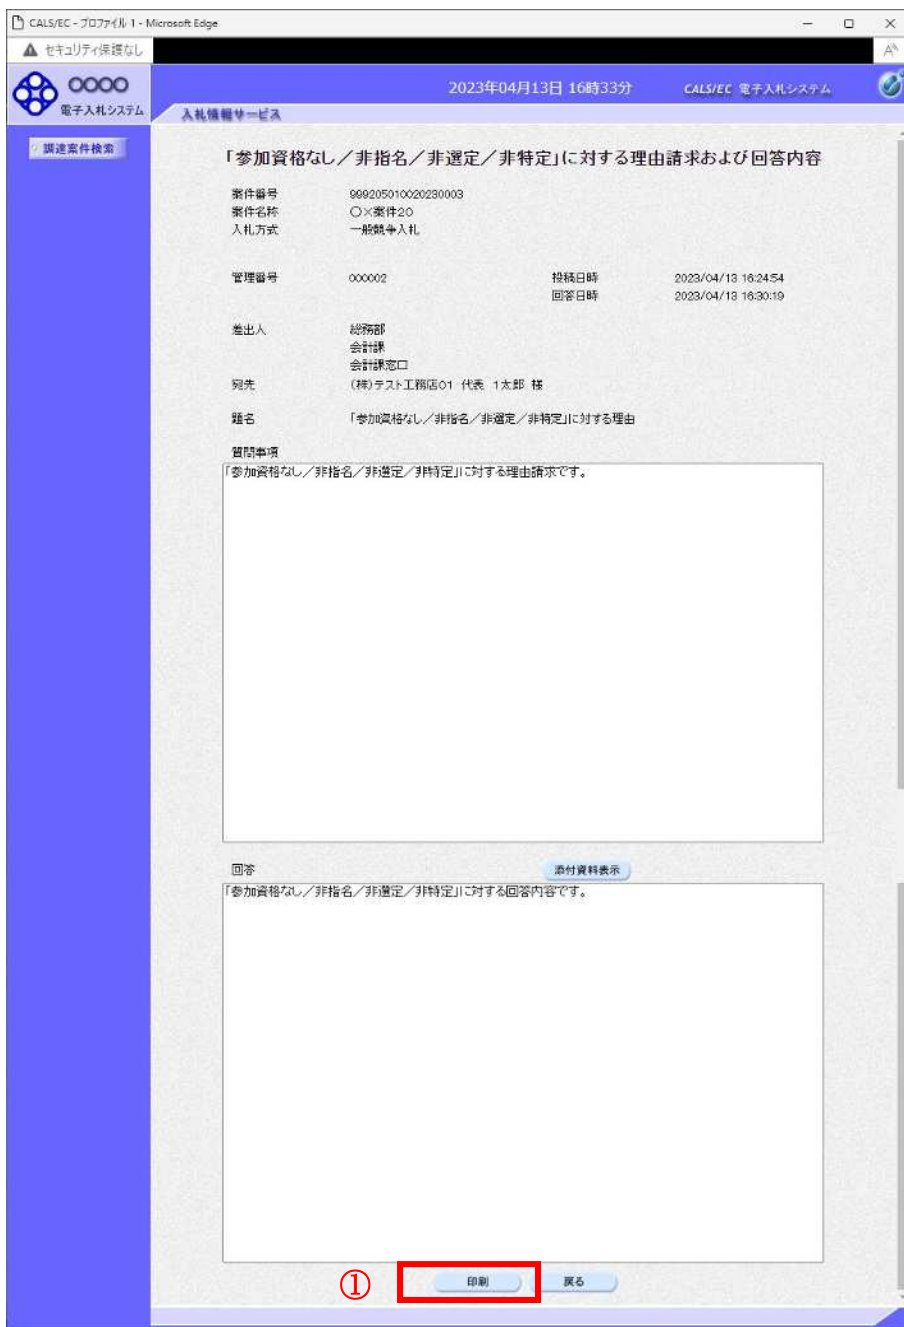 CALS/EC - プロファイル 1 - Microsoft Edge
セキュリティ保護なし
OOOO
電子入札システム
2023年04月13日 16時33分
CALS/EC 電子入札システム
入札情報サービス
調達案件検索
「参加資格なし／非指名／非選定／非特定」に対する理由請求および回答内容
案件番号 999205010020230003
案件名称 〇×案件20
入札方式 一般競争入札
管理番号 000002 投稿日時 2023/04/13 16:24:54
回答日時 2023/04/13 16:30:19
差出人 総務部
会計課
会計課窓口
宛先 (株)テスト工務店01 代表 1太郎 様
題名 「参加資格なし／非指名／非選定／非特定」に対する理由
質問事項
「参加資格なし／非指名／非選定／非特定」に対する理由請求です。
回答 添付資料表示
「参加資格なし／非指名／非選定／非特定」に対する回答内容です。
① 印刷 戻る